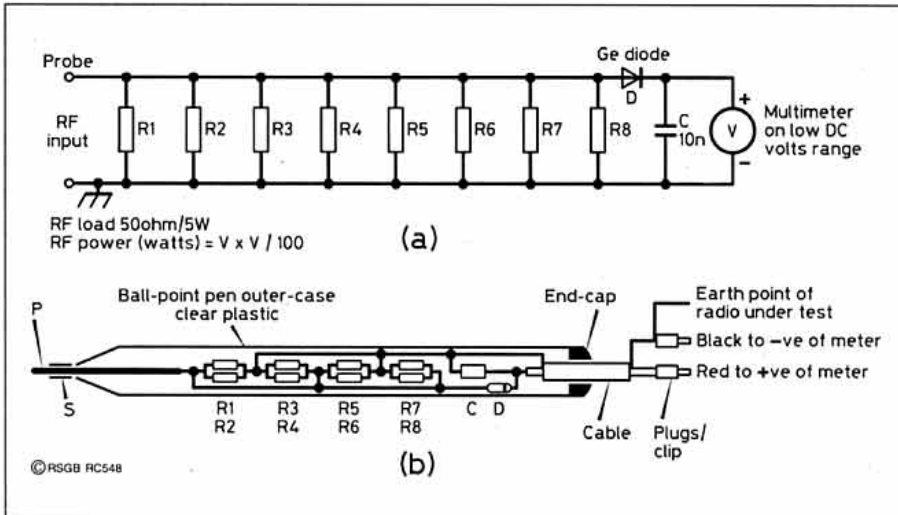 Probe
Ge diode
D
RF input
R1 R2 R3 R4 R5 R6 R7 R8
C
10n
+
V
−
Multimeter
on low DC
volts range
RF load 50ohm/5W
RF power (watts) = V x V / 100
(a)
P
Ball-point pen outer-case
clear plastic
End-cap
Earth point of
radio under test
Black to −ve of meter
Red to +ve of meter
S
R1 R3 R5 R7 C D
R2 R4 R6 R8
Cable
Plugs/
clip
(b)
©RSGB RC548